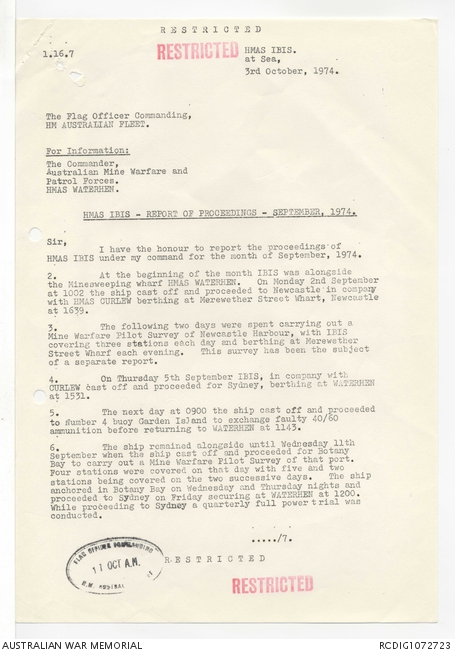 R E S T R I C T E D
1.16.7
RESTRICTED
HMAS IBIS.
at Sea,
3rd October, 1974.
The Flag Officer Commanding,
HM AUSTRALIAN FLEET.
For Information:
The Commander,
Australian Mine Warfare and
Patrol Forces.
HMAS WATERHEN.
HMAS IBIS - REPORT OF PROCEEDINGS - SEPTEMBER, 1974.
Sir,
I have the honour to report the proceedings of
HMAS IBIS under my command for the month of September, 1974.
2. At the beginning of the month IBIS was alongside
the Minesweeping wharf HMAS WATERHEN. On Monday 2nd September
at 1002 the ship cast off and proceeded to Newcastle in company
with HMAS CURLEW berthing at Merewether Street Whart, Newcastle
at 1639.
3. The following two days were spent carrying out a
Mine Warfare Pilot Survey of Newcastle Harbour, with IBIS
covering three stations each day and berthing at Merewether
Street Wharf each evening. This survey has been the subject
of a separate report.
4. On Thursday 5th September IBIS, in company with
CURLEW cast off and proceeded for Sydney, berthing at WATERHEN
at 1531.
5. The next day at 0900 the ship cast off and proceeded
to Number 4 buoy Garden Island to exchange faulty 40/60
ammunition before returning to WATERHEN at 1143.
6. The ship remained alongside until Wednesday 11th
September when the ship cast off and proceeded for Botany
Bay to carry out a Mine Warfare Pilot Survey of that port.
Four stations were covered on that day with five and two
stations being covered on the two successive days. The ship
anchored in Botany Bay on Wednesday and Thursday nights and
proceeded to Sydney on Friday securing at WATERHEN at 1200.
While proceeding to Sydney a quarterly full power trial was
conducted.
...../7.
FLAG OFFICER COMMANDING
11 OCT A.M.
H.M.
R E S T R I C T E D
RESTRICTED
AUSTRALIAN WAR MEMORIAL
RCDIG1072723